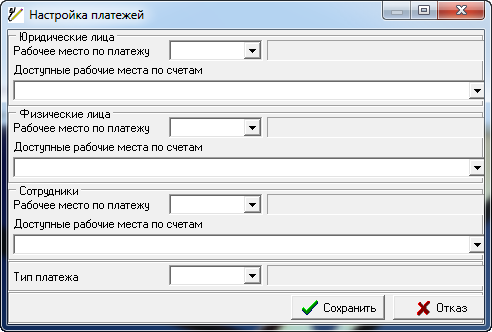 Настройка платежей
Юридические лица
Рабочее место по платежу
Доступные рабочие места по счетам
Физические лица
Рабочее место по платежу
Доступные рабочие места по счетам
Сотрудники
Рабочее место по платежу
Доступные рабочие места по счетам
Тип платежа
Сохранить Отказ